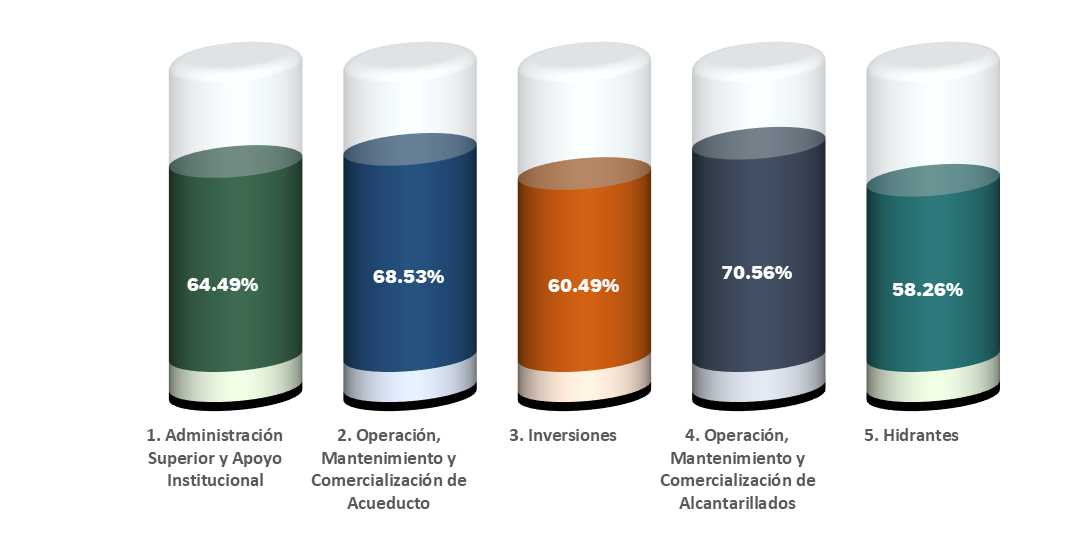 64.49%
68.53%
60.49%
70.56%
58.26%
1. Administración
Superior y Apoyo
Institucional
2. Operación,
Mantenimiento y
Comercialización de
Acueducto
3. Inversiones
4. Operación,
Mantenimiento y
Comercialización de
Alcantarillados
5. Hidrantes